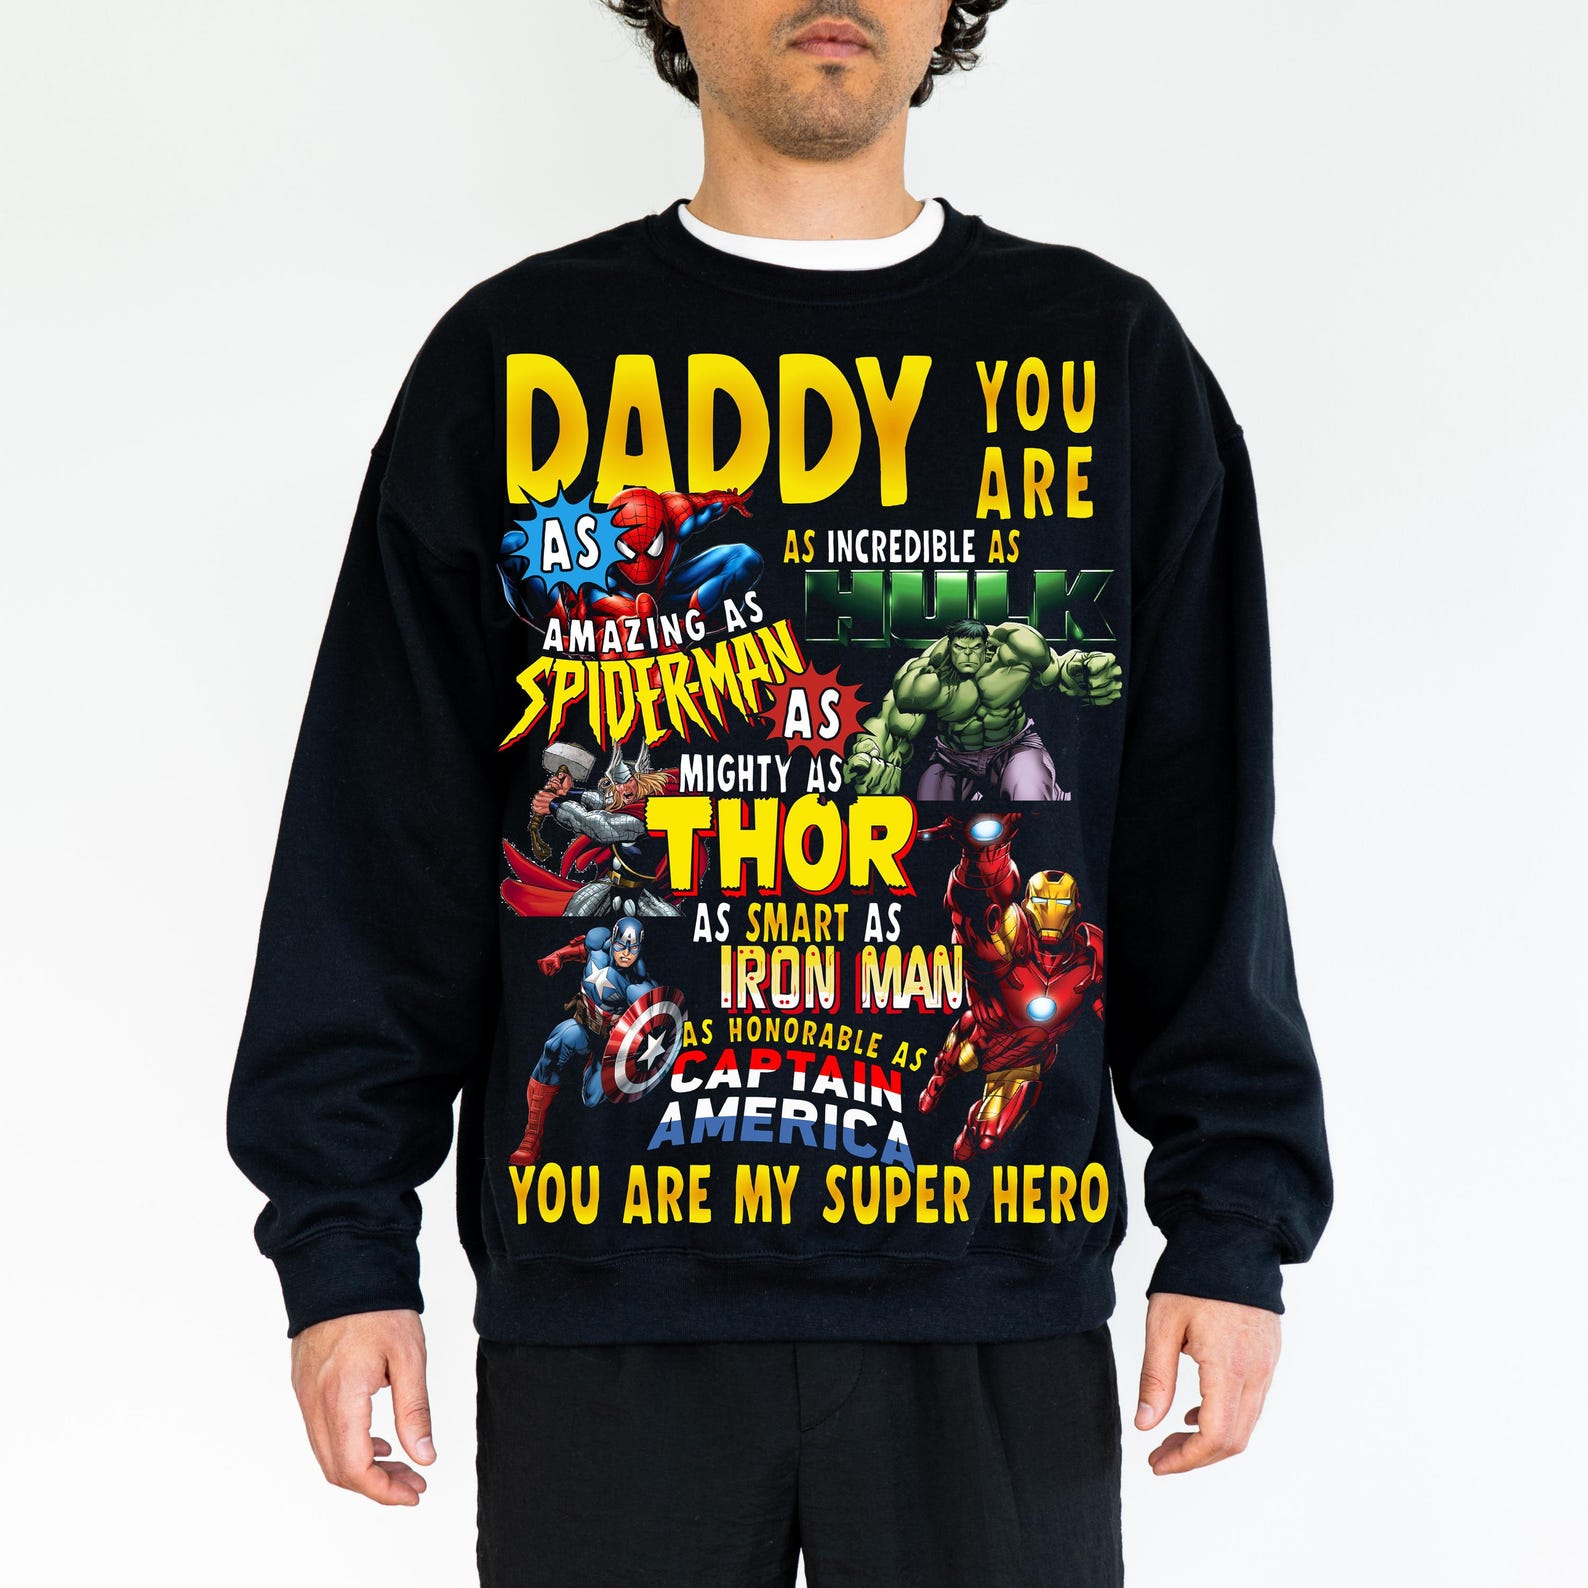 DADDY YOU ARE
AS
AMAZING AS
SPIDER-MAN
AS INCREDIBLE AS
HULK
AS
MIGHTY AS
THOR
AS SMART AS
IRON MAN
AS HONORABLE AS
CAPTAIN
AMERICA
YOU ARE MY SUPER HERO